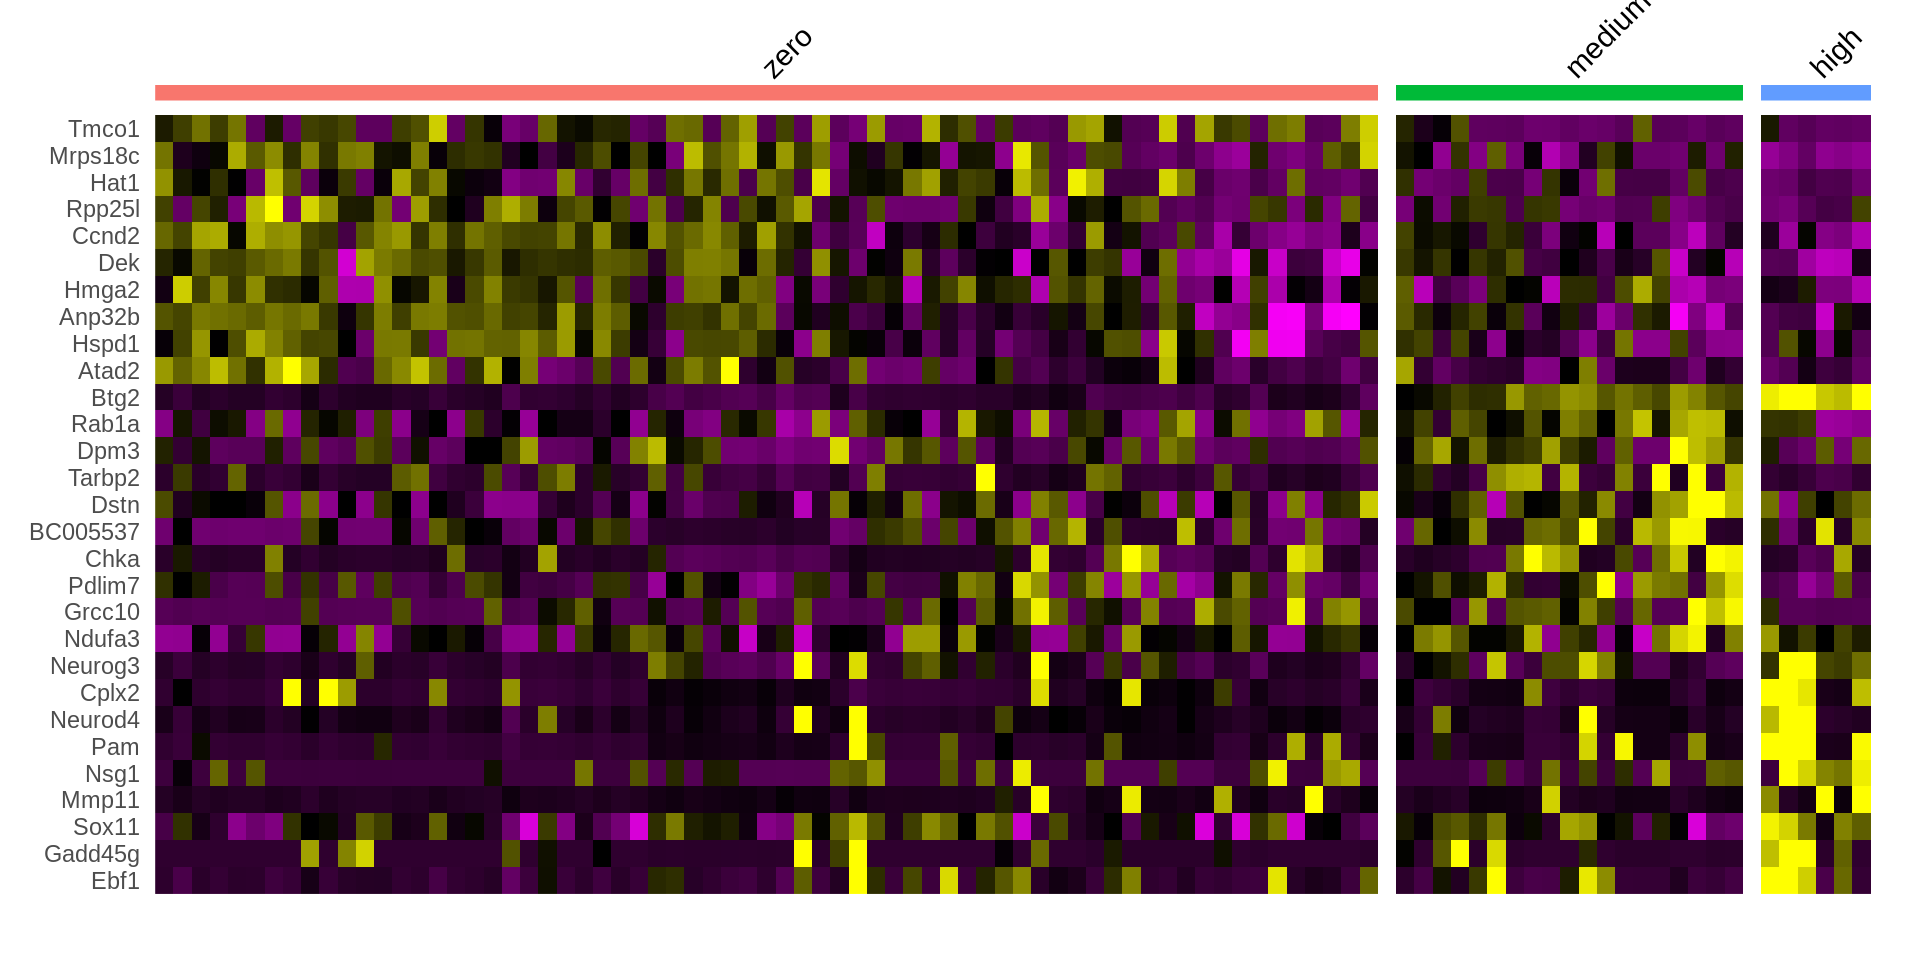 zero
medium
high
Tmco1
Mrps18c
Hat1
Rpp25l
Ccnd2
Dek
Hmga2
Anp32b
Hspd1
Atad2
Btg2
Rab1a
Dpm3
Tarbp2
Dstn
BC005537
Chka
Pdlim7
Grcc10
Ndufa3
Neurog3
Cplx2
Neurod4
Pam
Nsg1
Mmp11
Sox11
Gadd45g
Ebf1